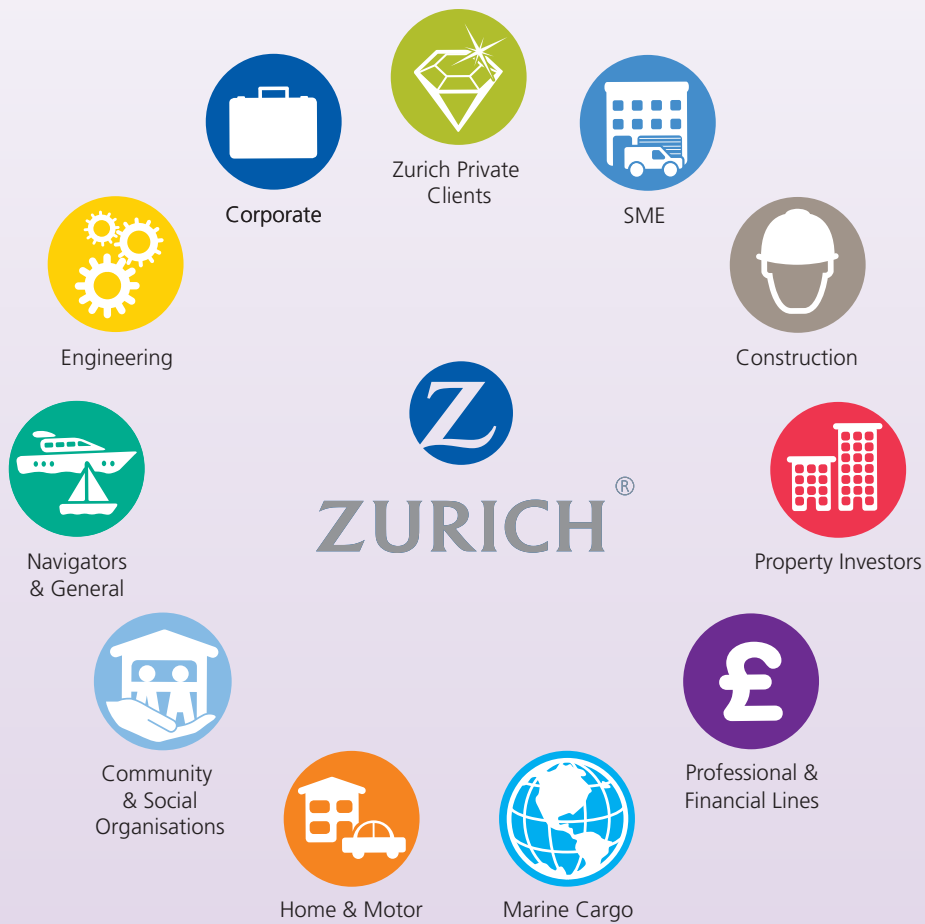 Zurich Private
Clients
Corporate
SME
Engineering
Construction
Z
ZURICH ®
Navigators
& General
Property Investors
£
Community
& Social
Organisations
Professional &
Financial Lines
Home & Motor
Marine Cargo